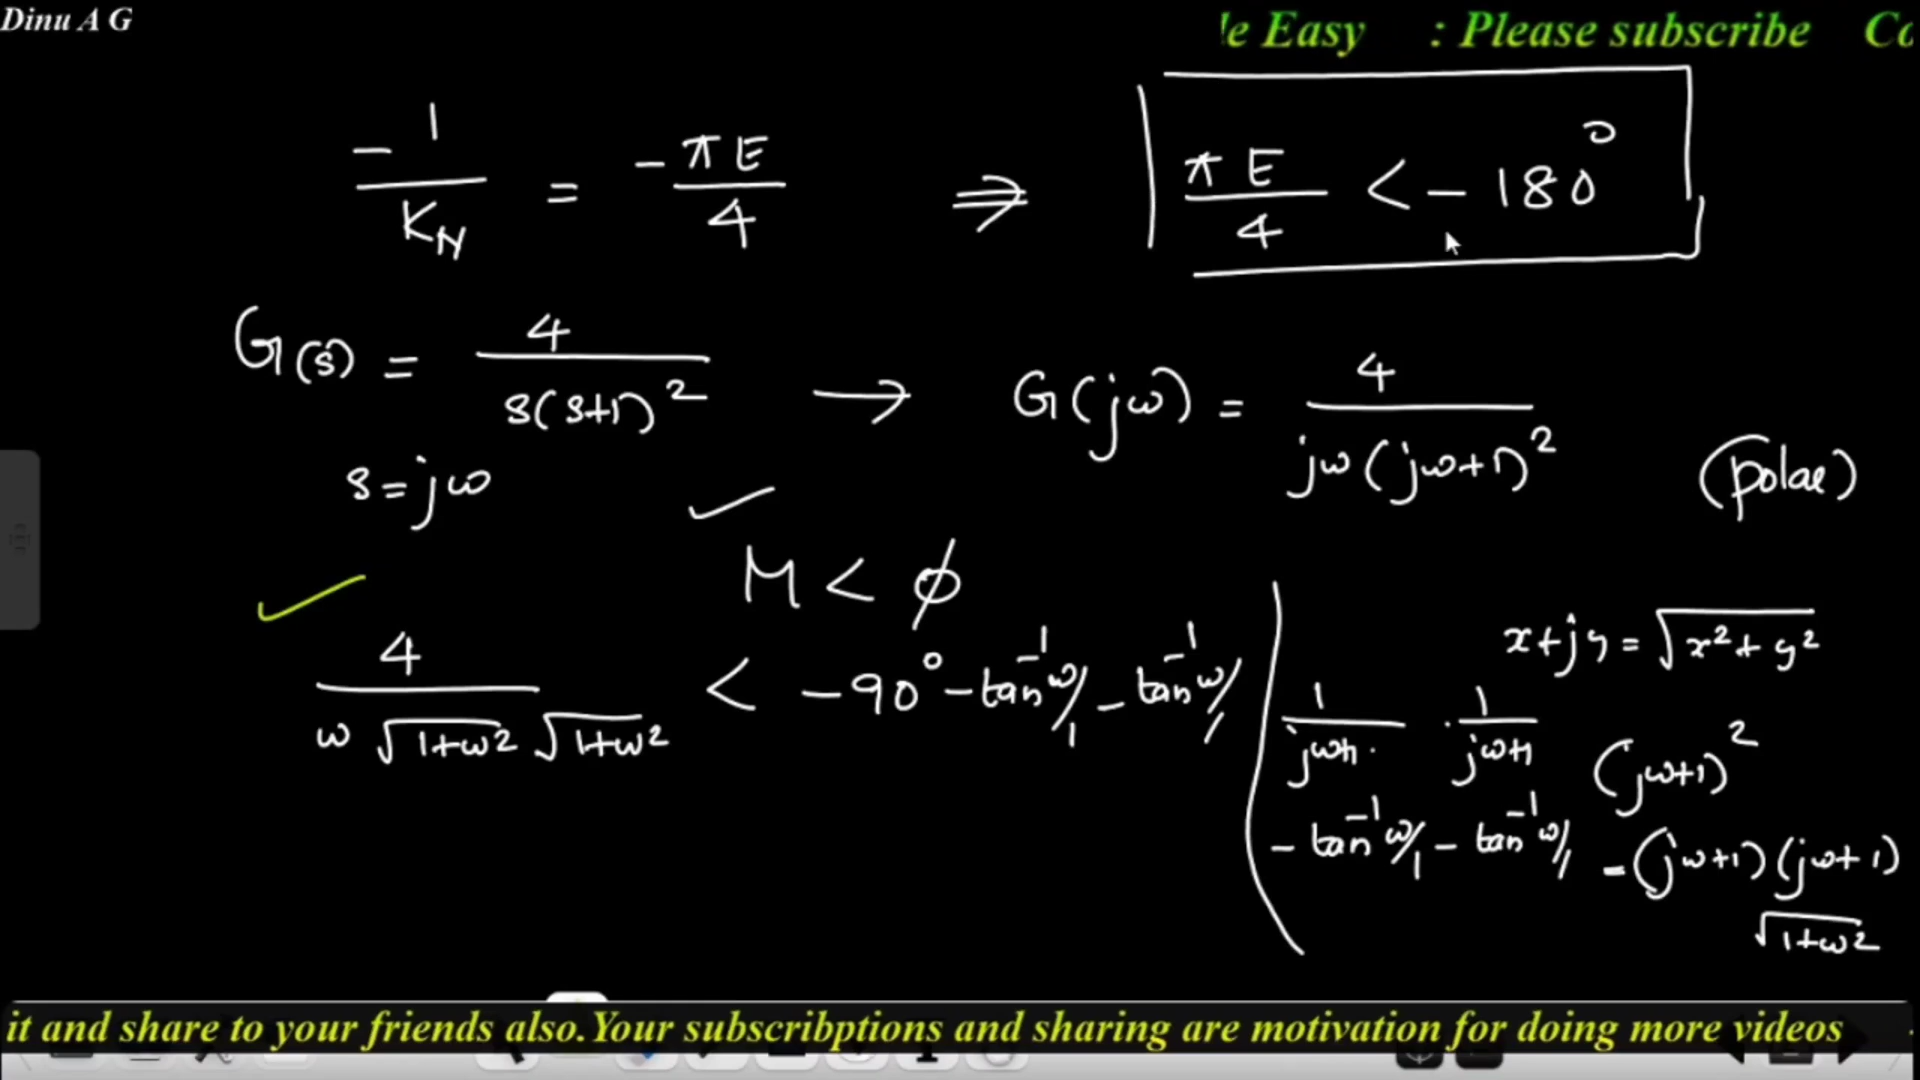 Dinu A G
le Easy : Please subscribe Co
-1/K_N = -πE/4 ⇒ πE/4 < -180°
G(s) = 4/s(s+1)² → G(jω) = 4/jω(jω+1)² (polar)
s=jω
M < φ
4/ω√1+ω² √1+ω² < -90° - tan⁻¹ω/1 - tan⁻¹ω/1
x+jy = √x²+y²
1/jω+1 · 1/jω+1 (jω+1)²
- tan⁻¹ω/1 - tan⁻¹ω/1 = (jω+1)(jω+1)
√1+ω²
it and share to your friends also.Your subscribptions and sharing are motivation for doing more videos